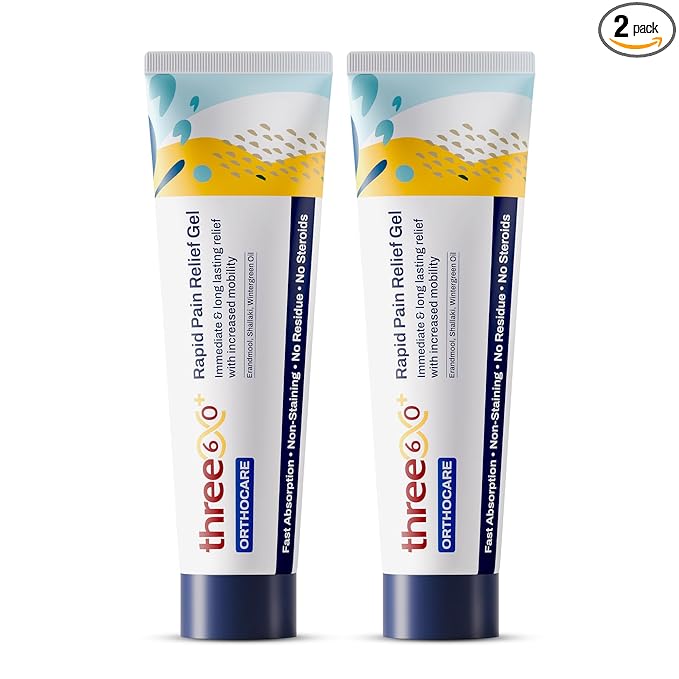 2
pack
three60+
ORTHOCARE
Rapid Pain Relief Gel
Immediate & long lasting relief
with increased mobility
Erandmool, Shallaki, Wintergreen Oil
Fast Absorption • Non-Staining • No Residue • No Steroids
three60+
ORTHOCARE
Rapid Pain Relief Gel
Immediate & long lasting relief
with increased mobility
Erandmool, Shallaki, Wintergreen Oil
Fast Absorption • Non-Staining • No Residue • No Steroids